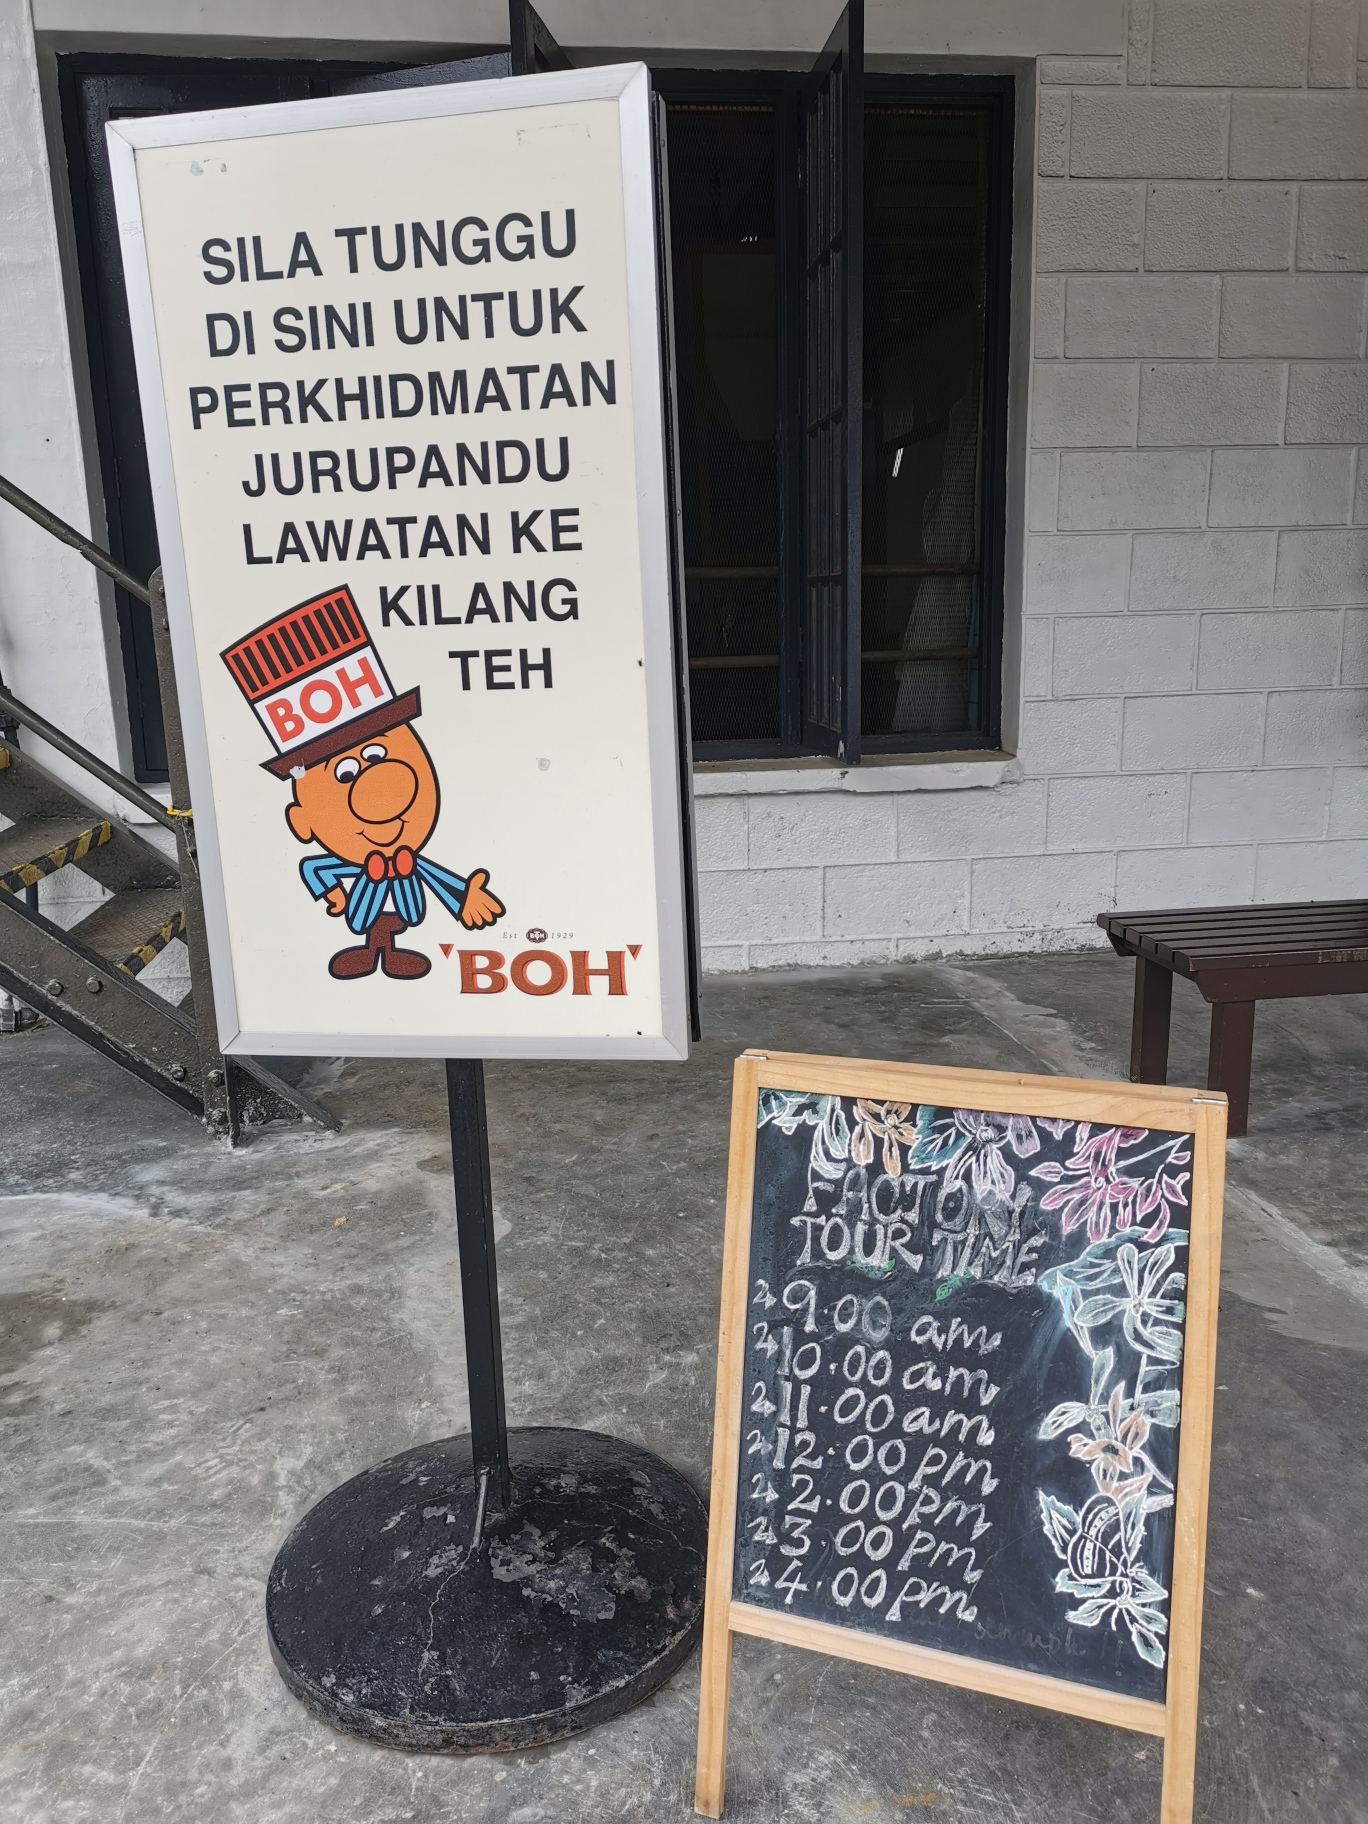 SILA TUNGGU
DI SINI UNTUK
PERKHIDMATAN
JURUPANDU
LAWATAN KE
KILANG
TEH
BOH
Est BOH 1929
'BOH'
FACTORY
TOUR TIME
9.00 am
10.00 am
11.00 am
12.00 pm
2.00 pm
3.00 pm
4.00 pm